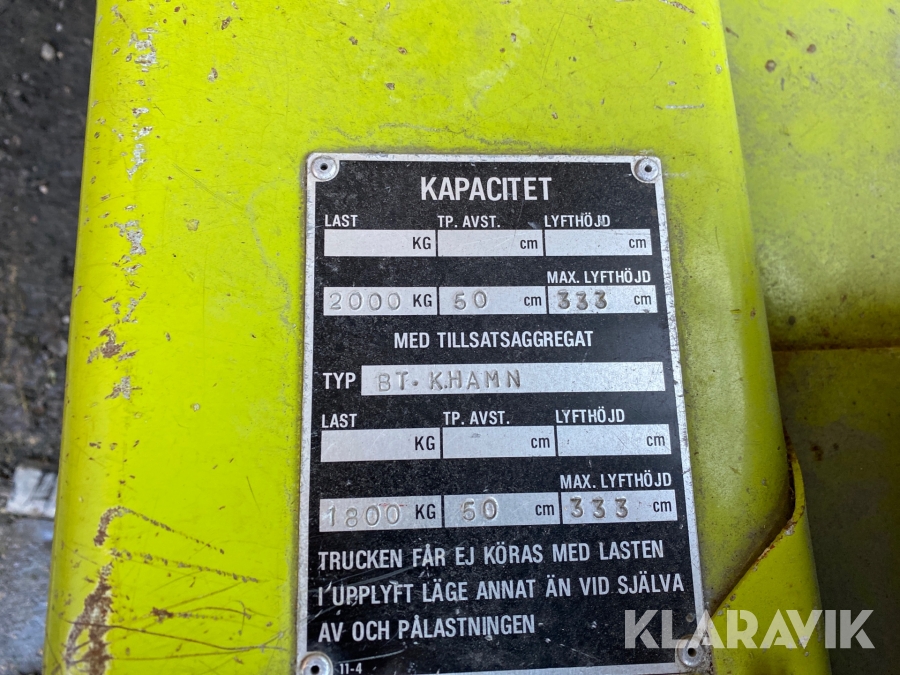 KAPACITET
LAST TP. AVST. LYFTHÖJD
KG cm cm
MAX. LYFTHÖJD
2000 KG 50 cm 333 cm
MED TILLSATSAGGREGAT
TYP BT. K.HAMN
LAST TP. AVST. LYFTHÖJD
KG cm cm
MAX. LYFTHÖJD
1800 KG 50 cm 333 cm
TRUCKEN FÅR EJ KÖRAS MED LASTEN
I UPPLYFT LÄGE ANNAT ÄN VID SJÄLVA
AV OCH PÅLASTNINGEN
11-4
KLARAVIK